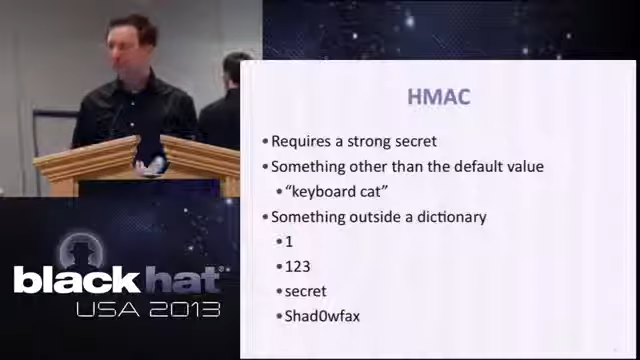 HMAC
•Requires a strong secret
•Something other than the default value
•“keyboard cat”
•Something outside a dictionary
•1
•123
•secret
•Shad0wfax
black hat®
USA 2013